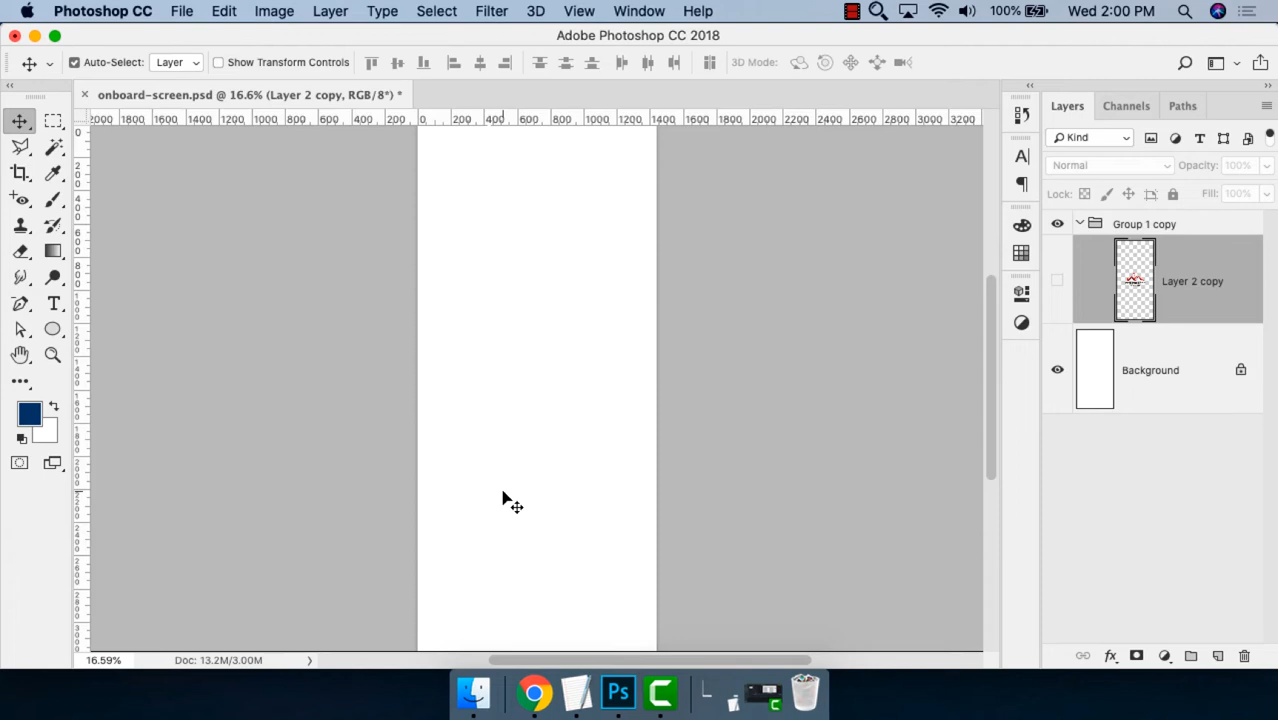 Photoshop CC File Edit Image Layer Type Select Filter 3D View Window Help 100% Wed 2:00 PM
Adobe Photoshop CC 2018
Auto-Select: Layer Show Transform Controls 3D Mode:
onboard-screen.psd @ 16.6% (Layer 2 copy, RGB/8*) *
Layers Channels Paths
2000 1800 1600 1400 1200 1000 800 600 400 200 0 200 400 600 800 1000 1200 1400 1600 1800 2000 2200 2400 2600 2800 3000 3200
Kind
Normal Opacity: 100%
Lock: Fill: 100%
Group 1 copy
Layer 2 copy
Background
16.59% Doc: 13.2M/3.00M
Ps